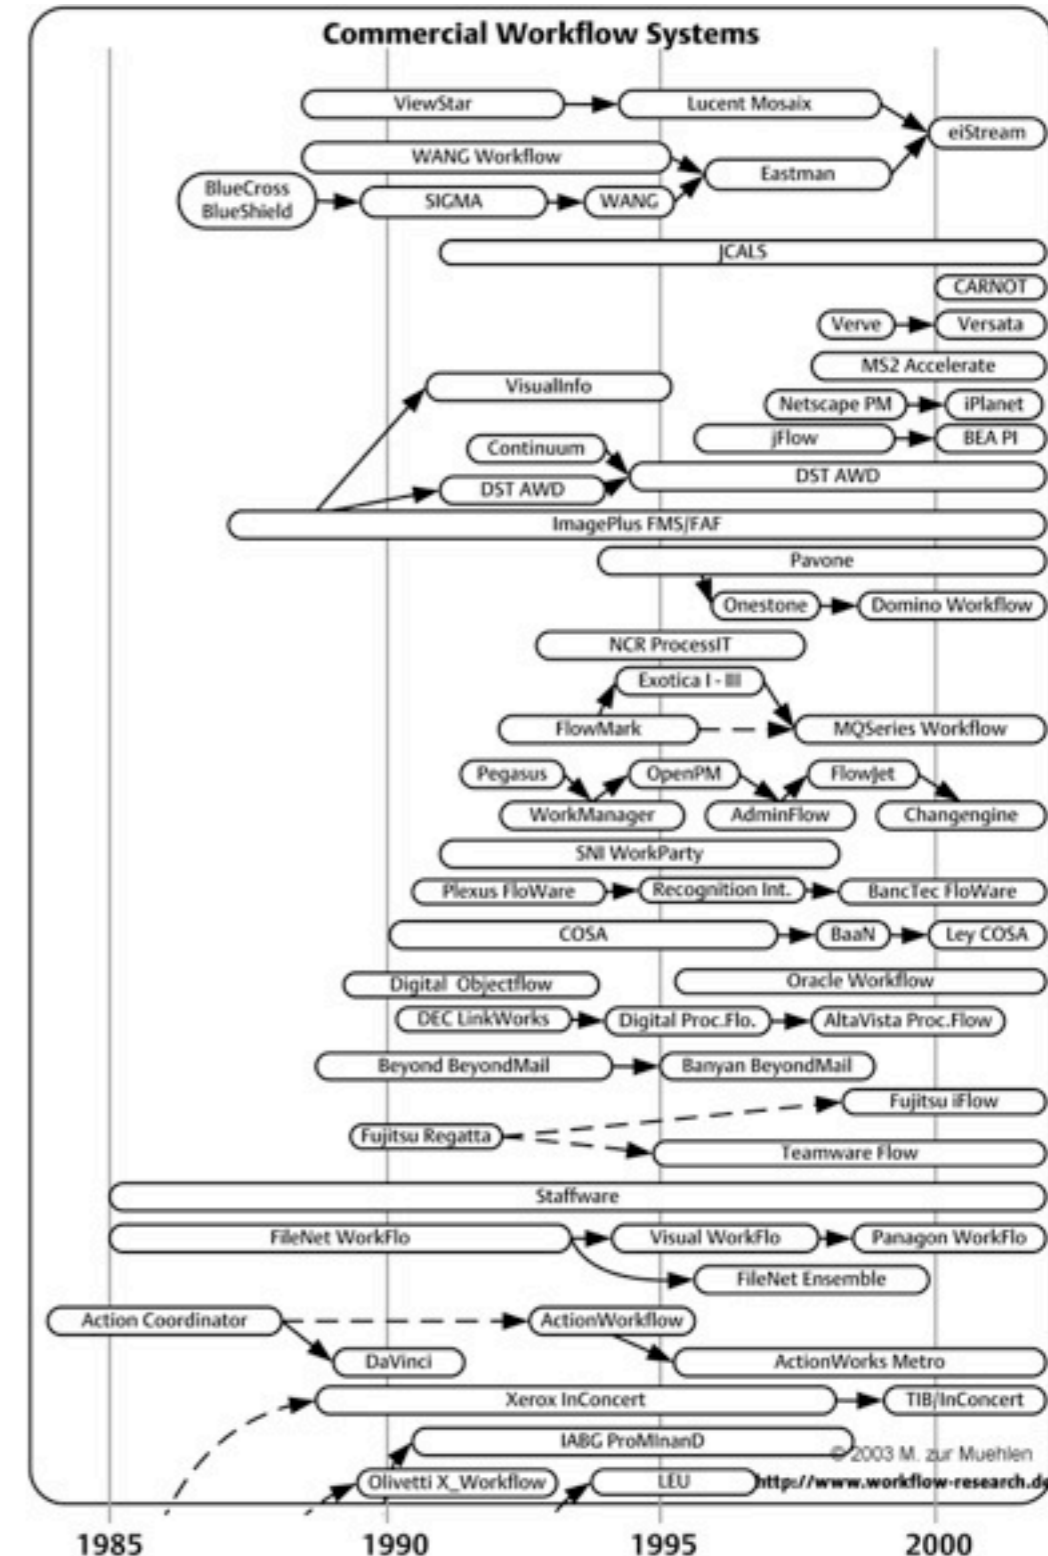 Commercial Workflow Systems
ViewStar
Lucent Mosaix
eiStream
WANG Workflow
Eastman
BlueCross
BlueShield
SIGMA
WANG
JCALS
CARNOT
Verve
Versata
MS2 Accelerate
VisualInfo
Netscape PM
iPlanet
jFlow
BEA PI
Continuum
DST AWD
DST AWD
ImagePlus FMS/FAF
Pavone
Onestone
Domino Workflow
NCR ProcessIT
Exotica I - III
FlowMark
MQSeries Workflow
Pegasus
OpenPM
FlowJet
WorkManager
AdminFlow
Changengine
SNI WorkParty
Plexus FloWare
Recognition Int.
BancTec FloWare
COSA
BaaN
Ley COSA
Digital Objectflow
Oracle Workflow
DEC LinkWorks
Digital Proc.Flo.
AltaVista Proc.Flow
Beyond BeyondMail
Banyan BeyondMail
Fujitsu iFlow
Fujitsu Regatta
Teamware Flow
Staffware
FileNet WorkFlo
Visual WorkFlo
Panagon WorkFlo
FileNet Ensemble
Action Coordinator
ActionWorkflow
DaVinci
ActionWorks Metro
Xerox InConcert
TIB/InConcert
IABG ProMInanD
© 2003 M. zur Muehlen
Olivetti X_Workflow
LEU
http://www.workflow-research.de
1985
1990
1995
2000